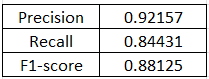 Precision 0.92157
Recall 0.84431
F1-score 0.88125